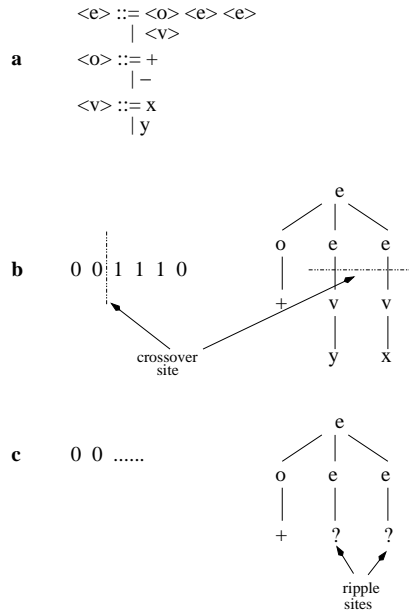 <e> ::= <o> <e> <e>
| <v>
a <o> ::= +
| −
<v> ::= x
| y
e
o e e
b 0 0 1 1 1 0
+ v v
crossover
site
y x
e
c 0 0 ......
o e e
+ ? ?
ripple
sites